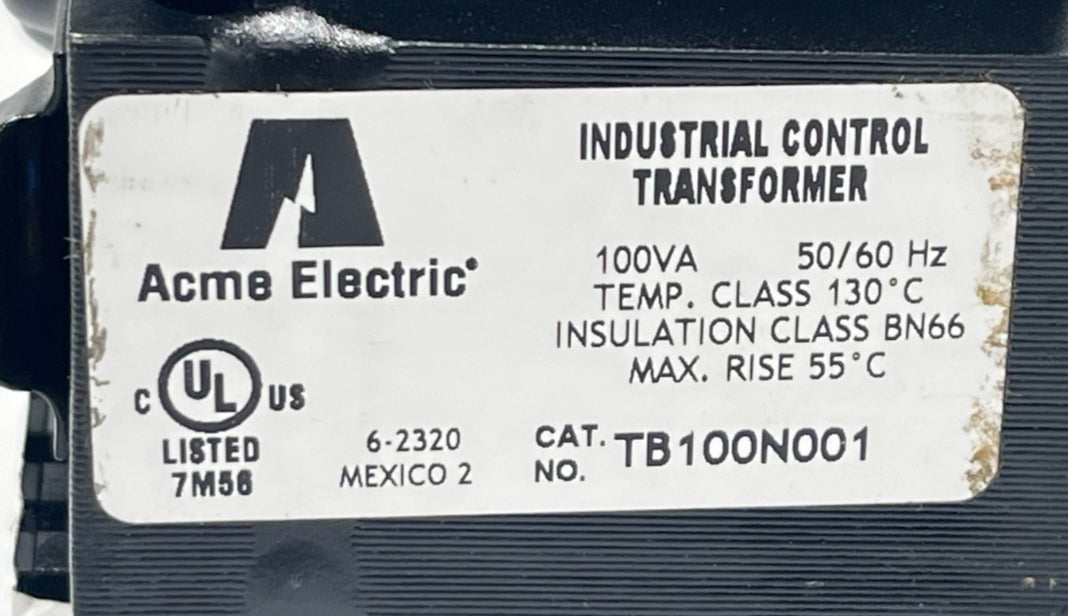 Acme Electric®
C UL US
LISTED
7M56
6-2320
MEXICO 2
INDUSTRIAL CONTROL
TRANSFORMER
100VA 50/60 Hz
TEMP. CLASS 130°C
INSULATION CLASS BN66
MAX. RISE 55°C
CAT. NO. TB100N001